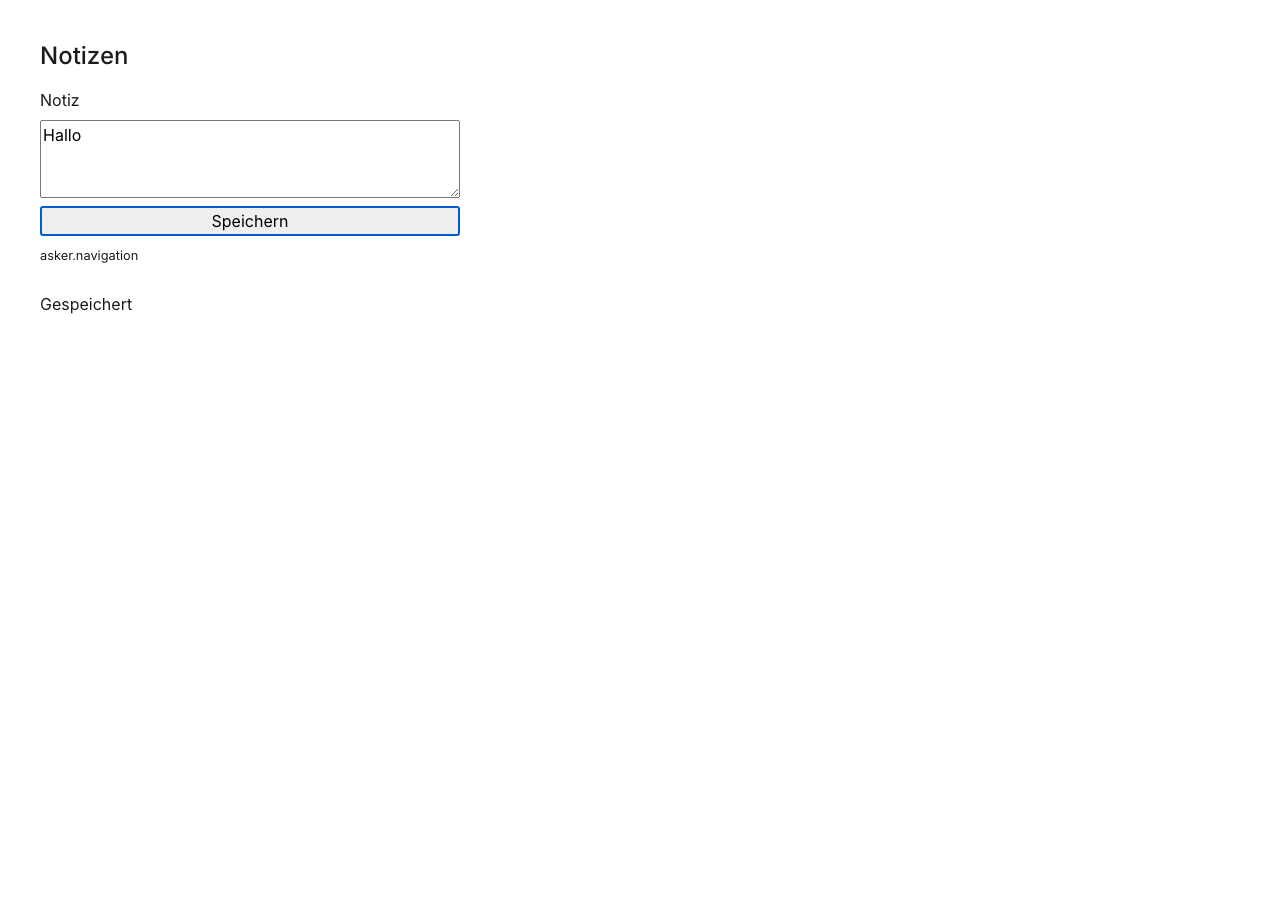 Notizen
Notiz
Hallo
Speichern
asker.navigation
Gespeichert